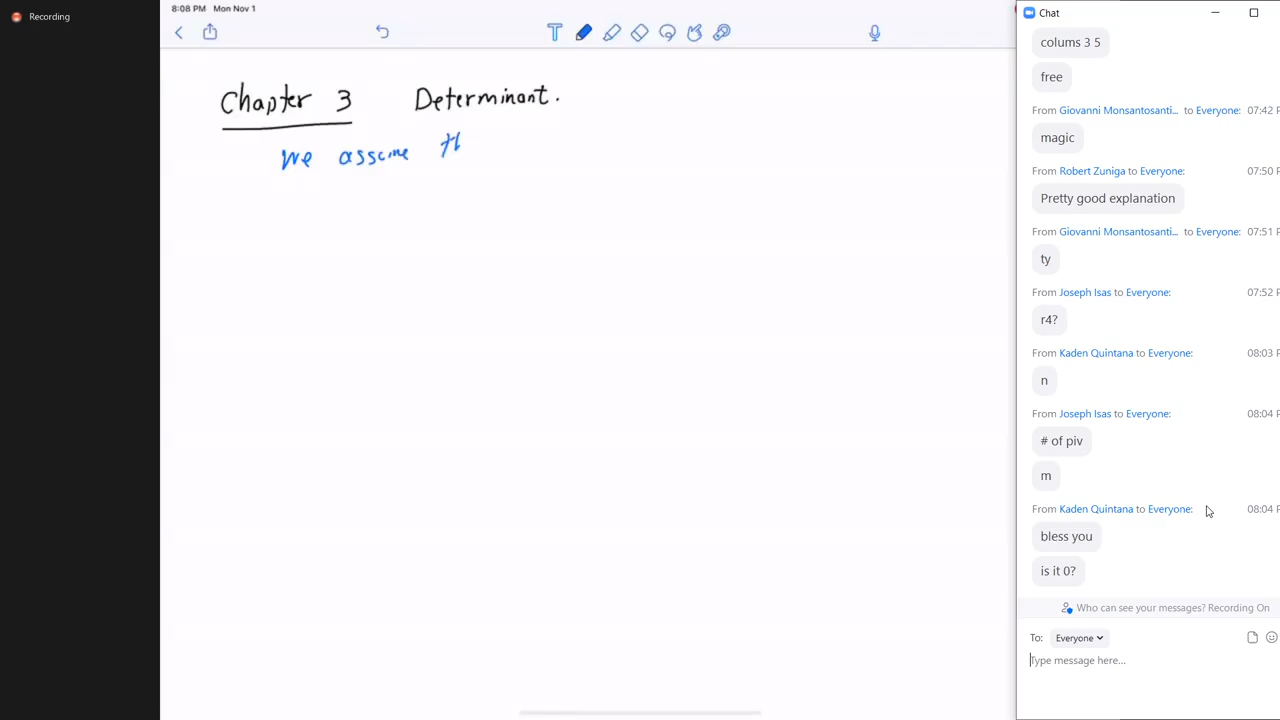 Recording
8:08 PM Mon Nov 1
Chapter 3 Determinant.
We assume th
Chat
colums 3 5
free
From Giovanni Monsantosanti... to Everyone: 07:42 P
magic
From Robert Zuniga to Everyone: 07:50 P
Pretty good explanation
From Giovanni Monsantosanti... to Everyone: 07:51 P
ty
From Joseph Isas to Everyone: 07:52 P
r4?
From Kaden Quintana to Everyone: 08:03 P
n
From Joseph Isas to Everyone: 08:04 P
# of piv
m
From Kaden Quintana to Everyone: 08:04 P
bless you
is it 0?
Who can see your messages? Recording On
To: Everyone
Type message here...